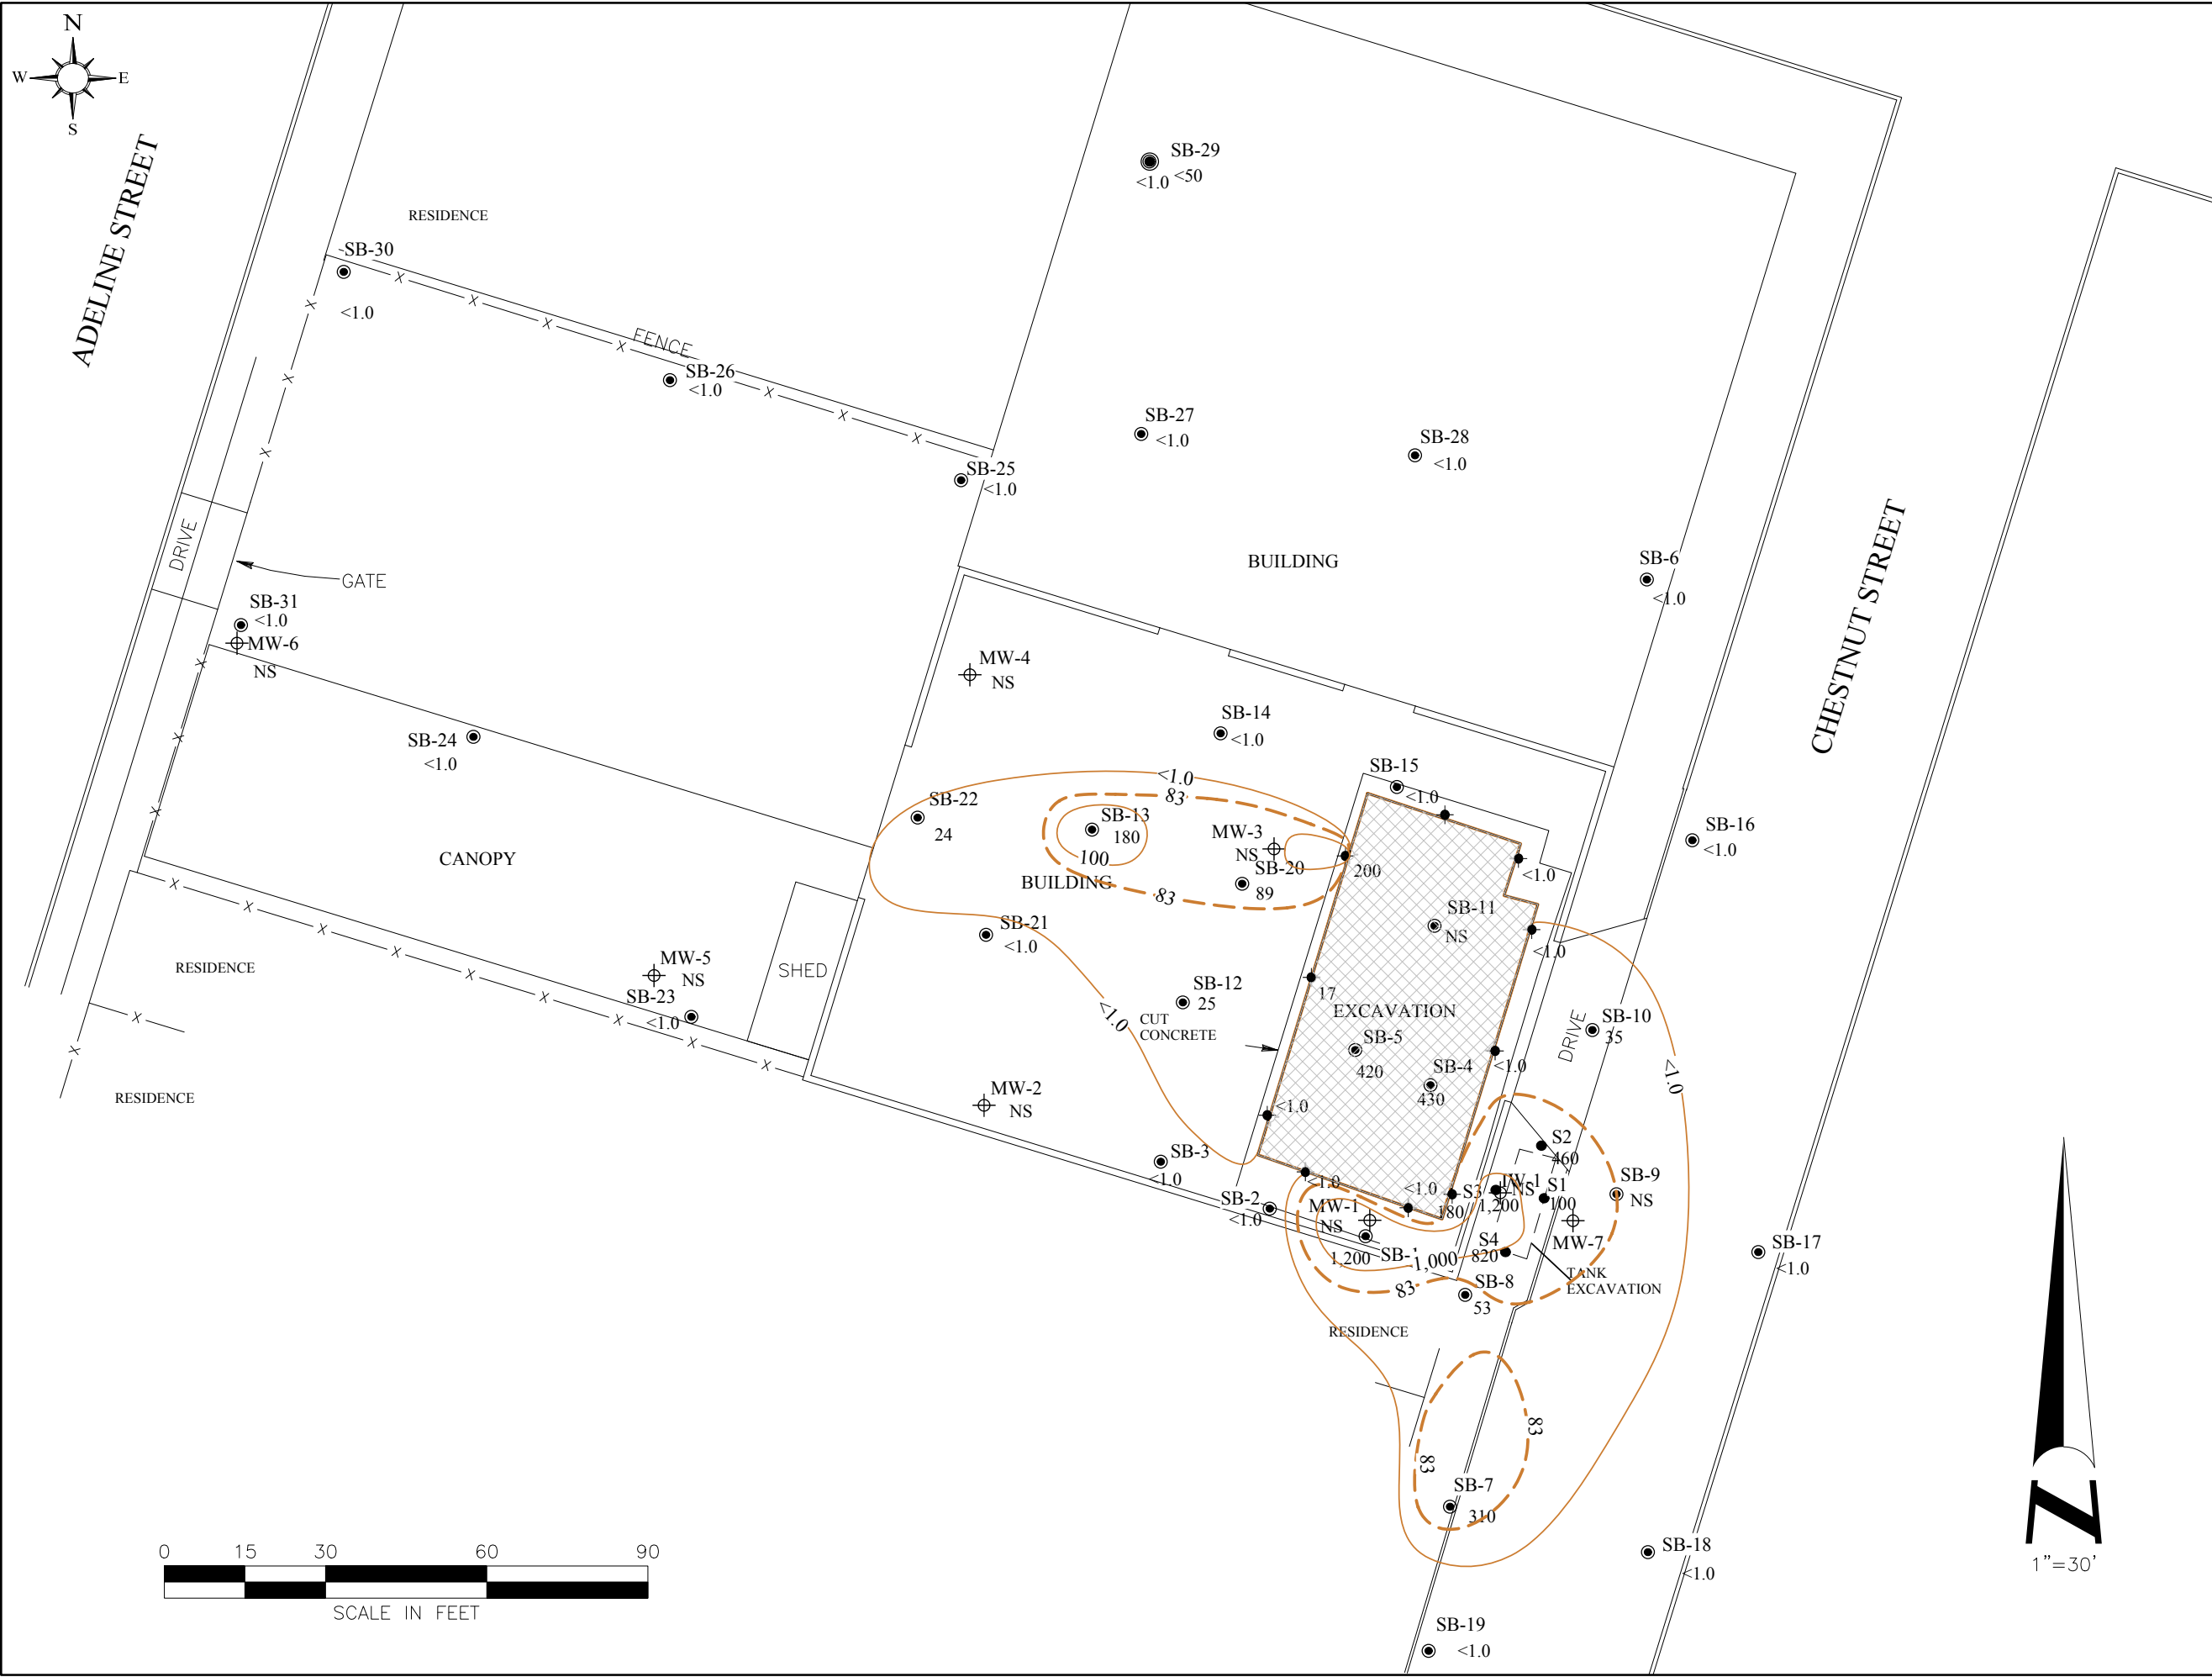 N
W
E
S
ADELINE STREET
RESIDENCE
SB-29
<1.0 <50
SB-30
<1.0
FENCE
SB-26
<1.0
SB-27
<1.0
SB-28
<1.0
SB-25
<1.0
DRIVE
GATE
BUILDING
SB-6
<1.0
CHESTNUT STREET
SB-31
<1.0
MW-6
NS
MW-4
NS
SB-14
<1.0
SB-24
<1.0
SB-15
<1.0
<1.0
83
SB-22
24
SB-13
180
100
MW-3
NS
SB-20
89
200
<1.0
SB-16
<1.0
CANOPY
BUILDING
83
SB-21
<1.0
SB-11
NS
<1.0
RESIDENCE
MW-5
NS
SHED
SB-23
<1.0
SB-12
25
<1.0
CUT
CONCRETE
17
EXCAVATION
SB-5
420
SB-4
430
<1.0
DRIVE
SB-10
35
<1.0
RESIDENCE
MW-2
NS
<1.0
SB-3
<1.0
S2
460
SB-2
<1.0
<1.0
MW-1
NS
<1.0
180
S3
1,200
IW-1
NS
S1
100
SB-9
NS
MW-7
1,200
SB-1
1,000
S4
820
SB-17
<1.0
TANK
EXCAVATION
83
SB-8
53
RESIDENCE
83
83
SB-7
310
SB-18
<1.0
SB-19
<1.0
0 15 30 60 90
SCALE IN FEET
N
1"=30'